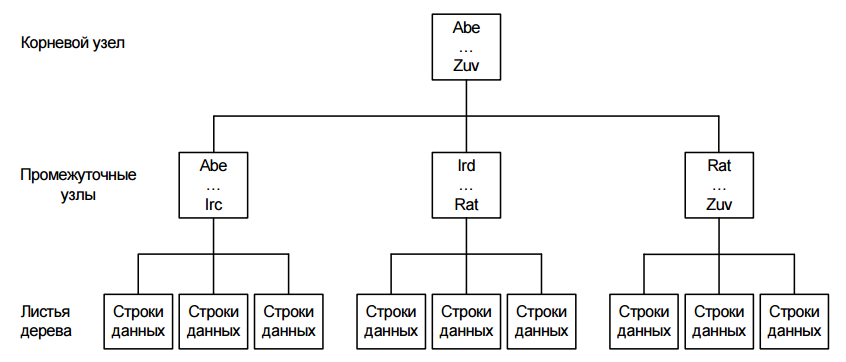 Корневой узел
Abe
...
Zuv
Промежуточные
узлы
Abe
...
Irc
Ird
...
Rat
Rat
...
Zuv
Листья
дерева
Строки
данных
Строки
данных
Строки
данных
Строки
данных
Строки
данных
Строки
данных
Строки
данных
Строки
данных
Строки
данных